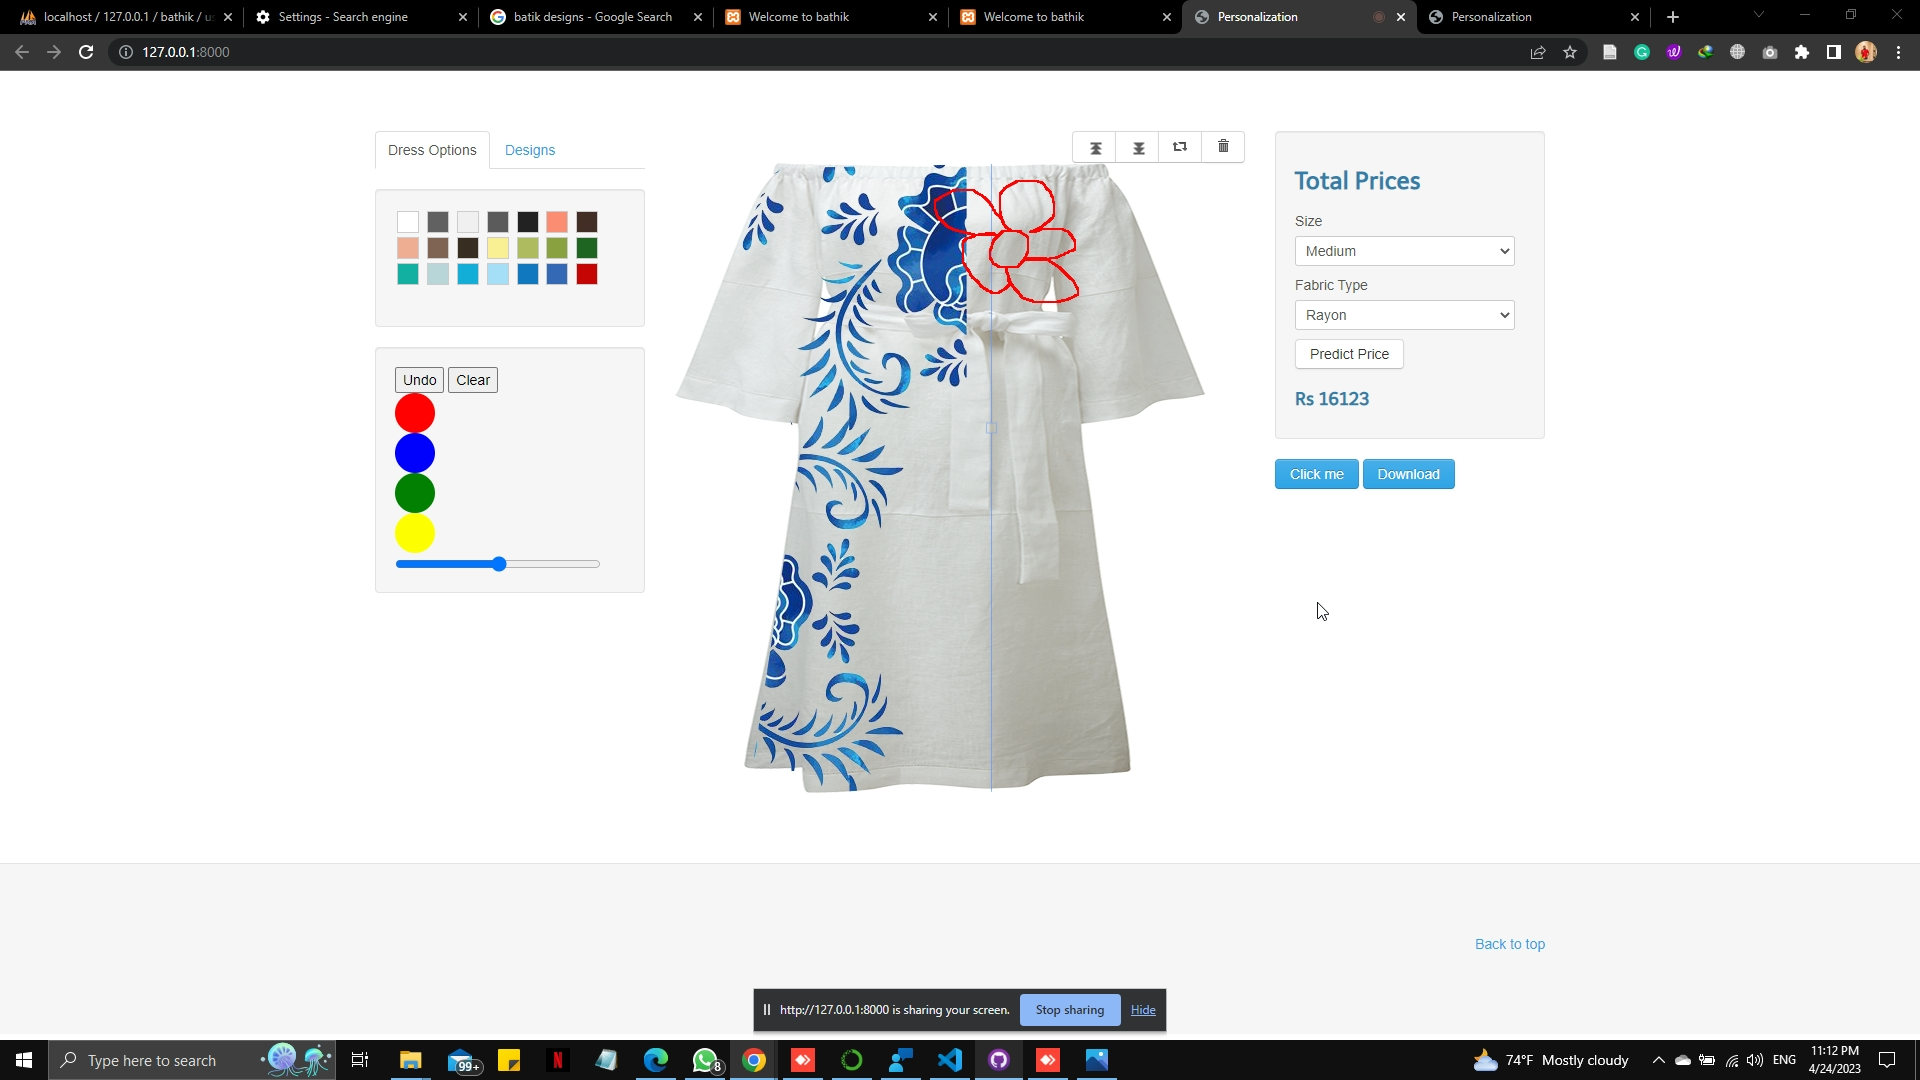 localhost / 127.0.0.1 / bathik / u
Settings - Search engine
batik designs - Google Search
Welcome to bathik
Welcome to bathik
Personalization
Personalization
127.0.0.1:8000
Dress Options
Designs
Undo
Clear
Total Prices
Size
Medium
Fabric Type
Rayon
Predict Price
Rs 16123
Click me
Download
Back to top
http://127.0.0.1:8000 is sharing your screen.
Stop sharing
Hide
Type here to search
99+
8
74°F Mostly cloudy
ENG
11:12 PM
4/24/2023